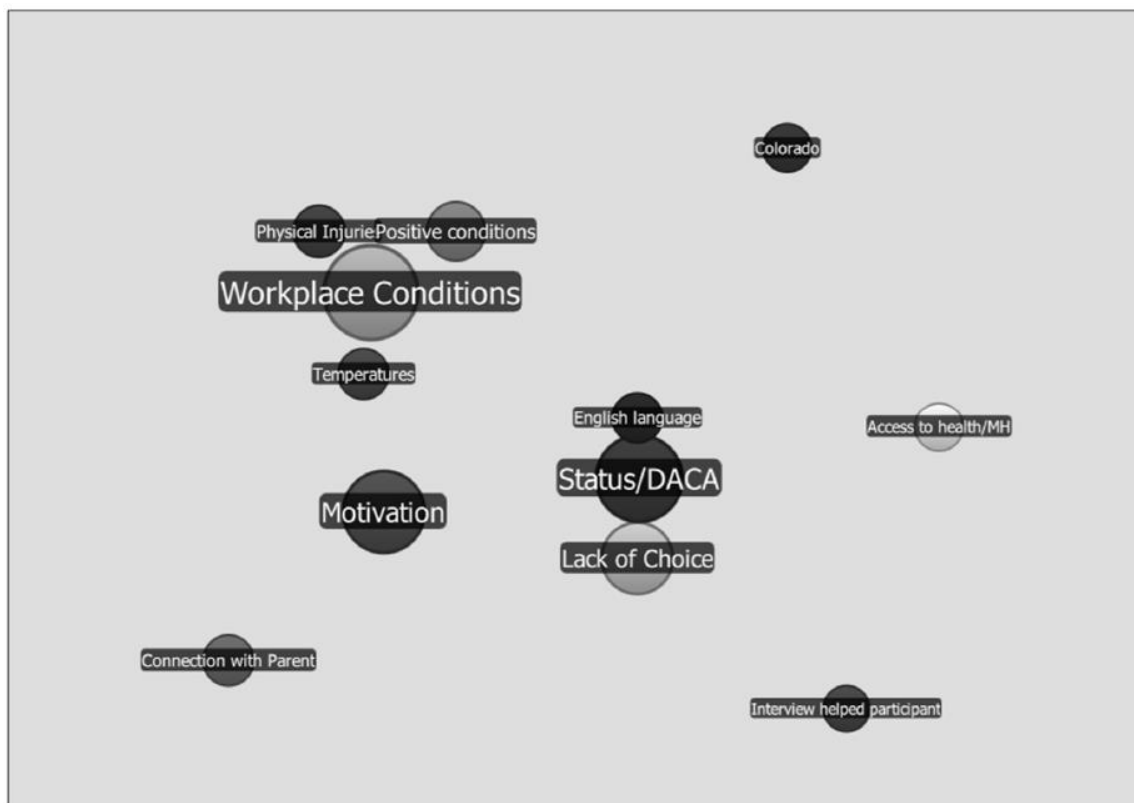 Colorado
Physical Injurie
Positive conditions
Workplace Conditions
Temperatures
English language
Access to health/MH
Status/DACA
Motivation
Lack of Choice
Connection with Parent
Interview helped participant